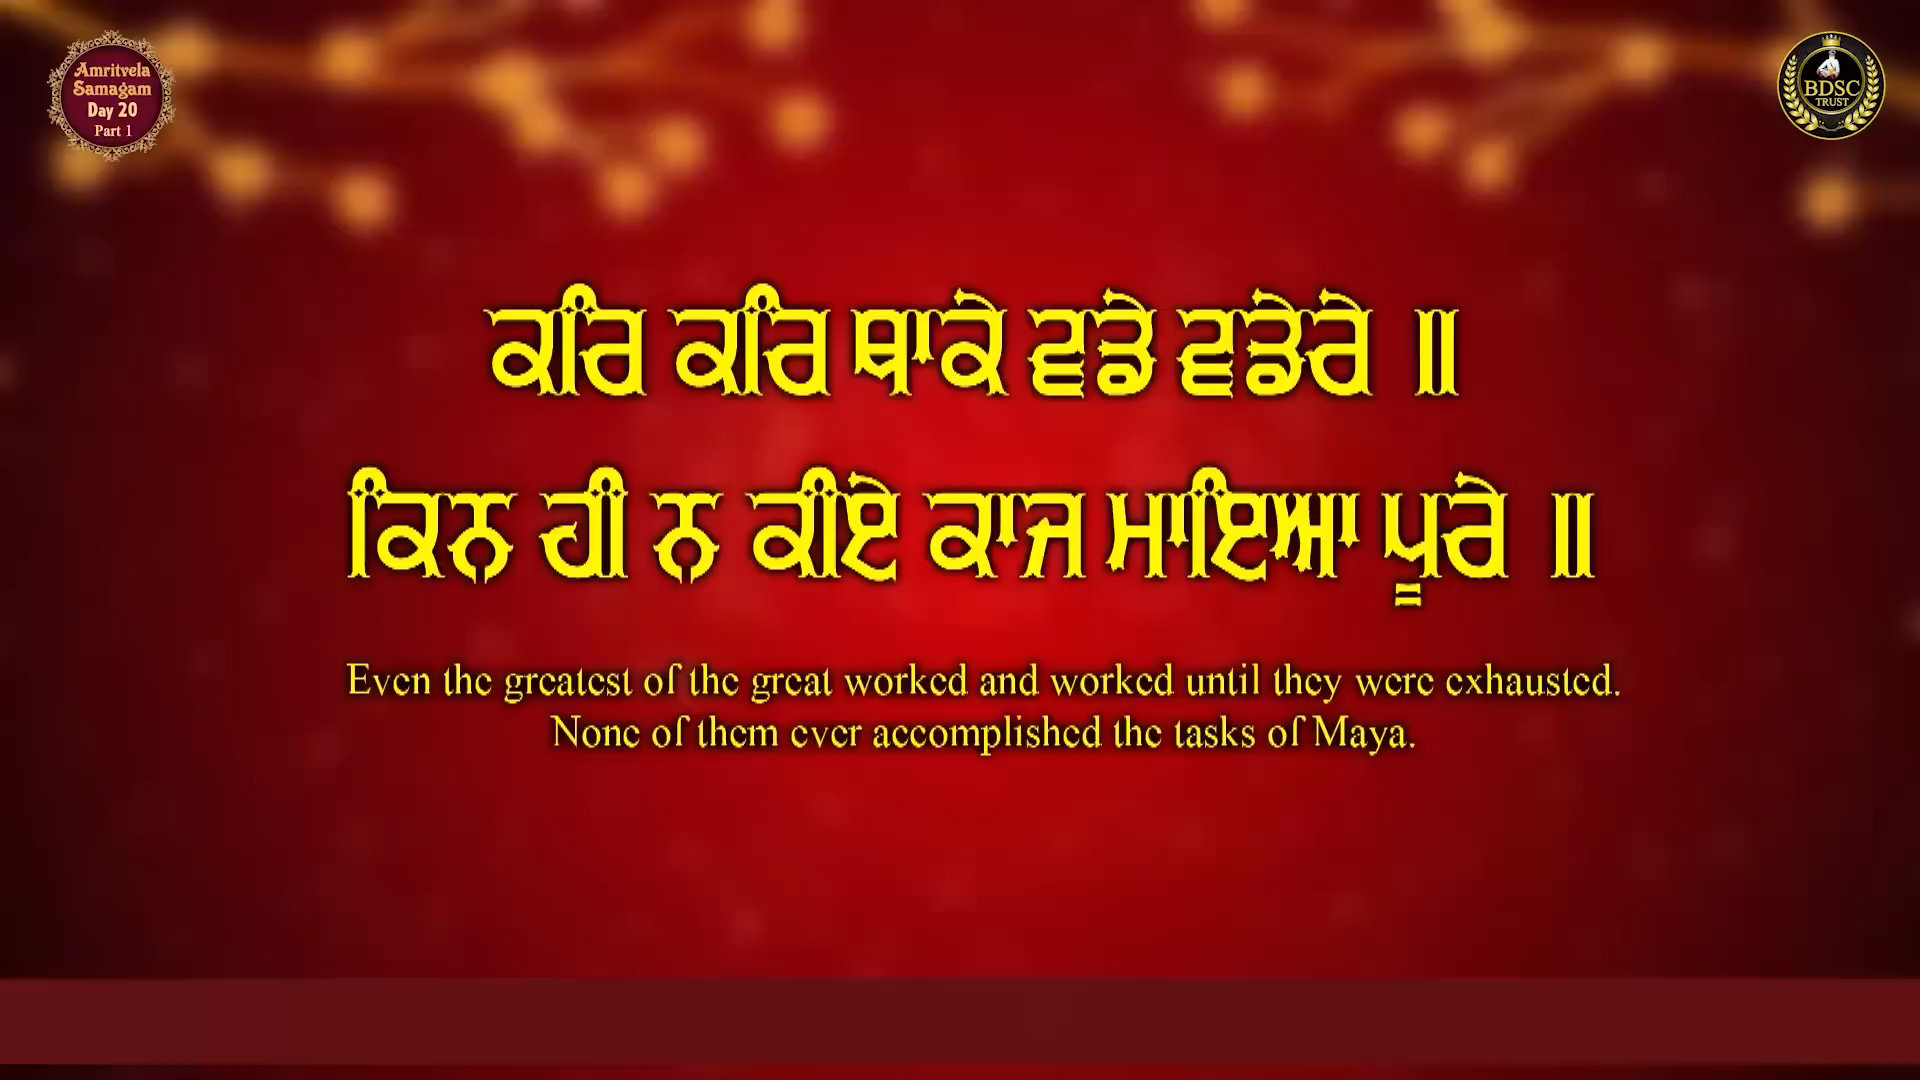 Amritvela
Samagam
Day 20
Part 1
BDSC
TRUST
ਕਰਿ ਕਰਿ ਥਾਕੇ ਵਡੇ ਵਡੇਰੇ ॥
ਕਿਨ ਹੀ ਨ ਕੀਏ ਕਾਜ ਮਾਇਆ ਪੂਰੇ ॥
Even the greatest of the great worked and worked until they were exhausted.
None of them ever accomplished the tasks of Maya.